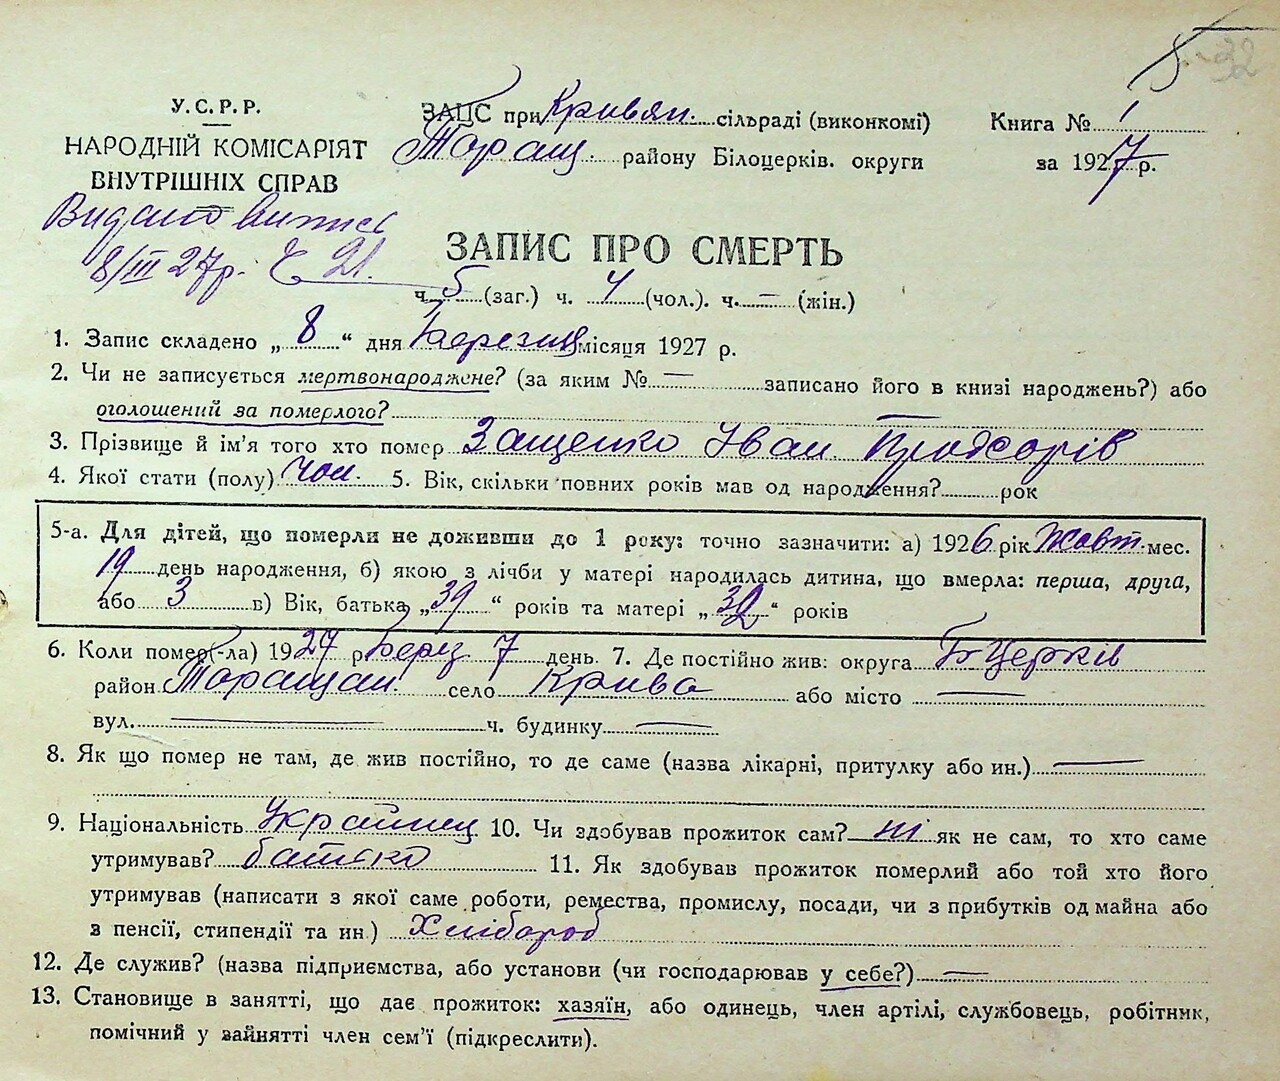 32
У.С.Р.Р.
НАРОДНІЙ КОМІСАРІЯТ
ВНУТРІШНІХ СПРАВ
ЗАЦС при Кривян. сільраді (виконкомі)
Таращ. району Білоцерків. округи
Книга № 1
за 1927 р.
Видано витяг
8/III 27р. 21.
ЗАПИС ПРО СМЕРТЬ
ч. 5 (заг.) ч. 4 (чол.). ч. — (жін.)
1. Запис складено „ 8 “ дня Березня місяця 1927 р.
2. Чи не записується мертвонароджене? (за яким № — записано його в книзі народжень?) або
оголошений за померлого? —
3. Прізвище й ім'я того хто помер Защепко Іван
4. Якої стати (полу) Чол. 5. Вік, скільки повних років мав од народження? рок
5-а. Для дітей, що померли не доживши до 1 року: точно зазначити: а) 1926 рік Жовт. мес.
19 день народження, б) якою з лічби у матері народилась дитина, що вмерла: перша, друга,
або 3 в) Вік, батька „39“ років та матері „32“ років
6. Коли помер(-ла) 1927 р. Берез 7 день. 7. Де постійно жив: округа Б Церків
район Таращан. село Крива або місто —
вул. — ч. будинку —
8. Як що помер не там, де жив постійно, то де саме (назва лікарні, притулку або ин.) —
9. Національність Українец 10. Чи здобував прожиток сам? ні як не сам, то хто саме
утримував? батько 11. Як здобував прожиток померлий або той хто його
утримував (написати з якої саме роботи, ремества, промислу, посади, чи з прибутків од майна або
з пенсії, стипендії та ин.) Хлібороб
12. Де служив? (назва підприємства, або установи (чи господарював у себе?) —
13. Становище в занятті, що дає прожиток: хазяїн, або одинець, член артілі, службовець, робітник,
помічний у зайнятті член сем'ї (підкреслити).